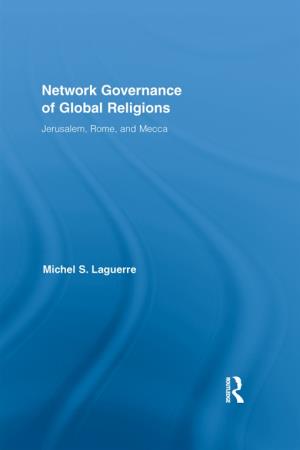 Network Governance
of Global Religions
Jerusalem, Rome, and Mecca
Michel S. Laguerre
ROUTLEDGE